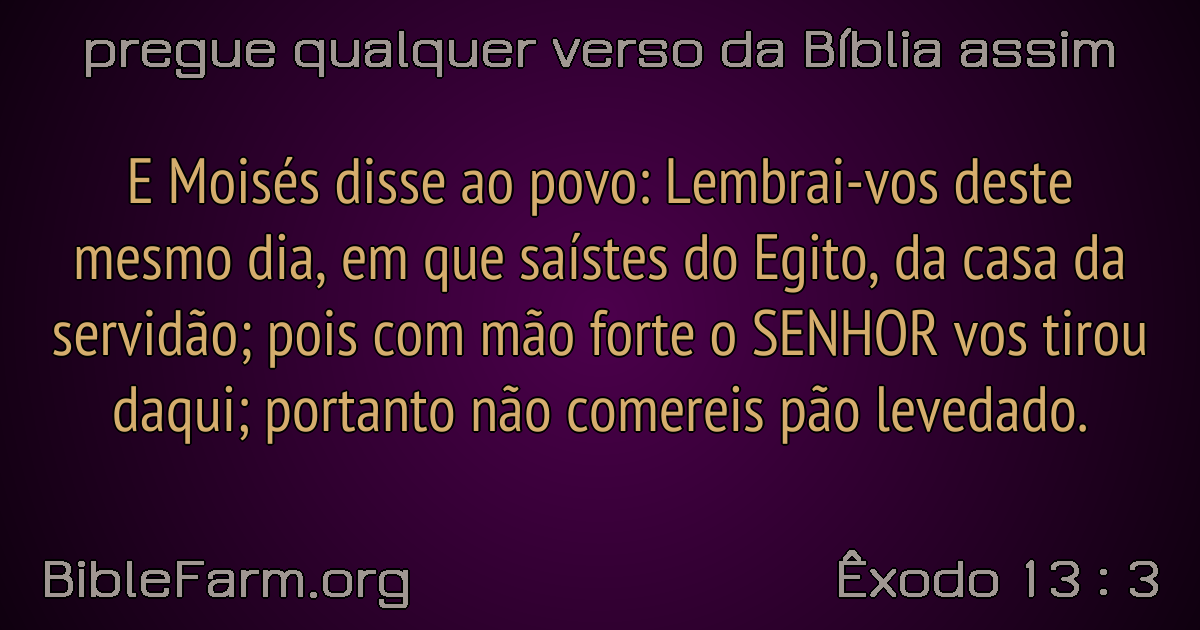 pregue qualquer verso da Bíblia assim
E Moisés disse ao povo: Lembrai-vos deste
mesmo dia, em que saístes do Egito, da casa da
servidão; pois com mão forte o SENHOR vos tirou
daqui; portanto não comereis pão levedado.
BibleFarm.org
Êxodo 13 : 3